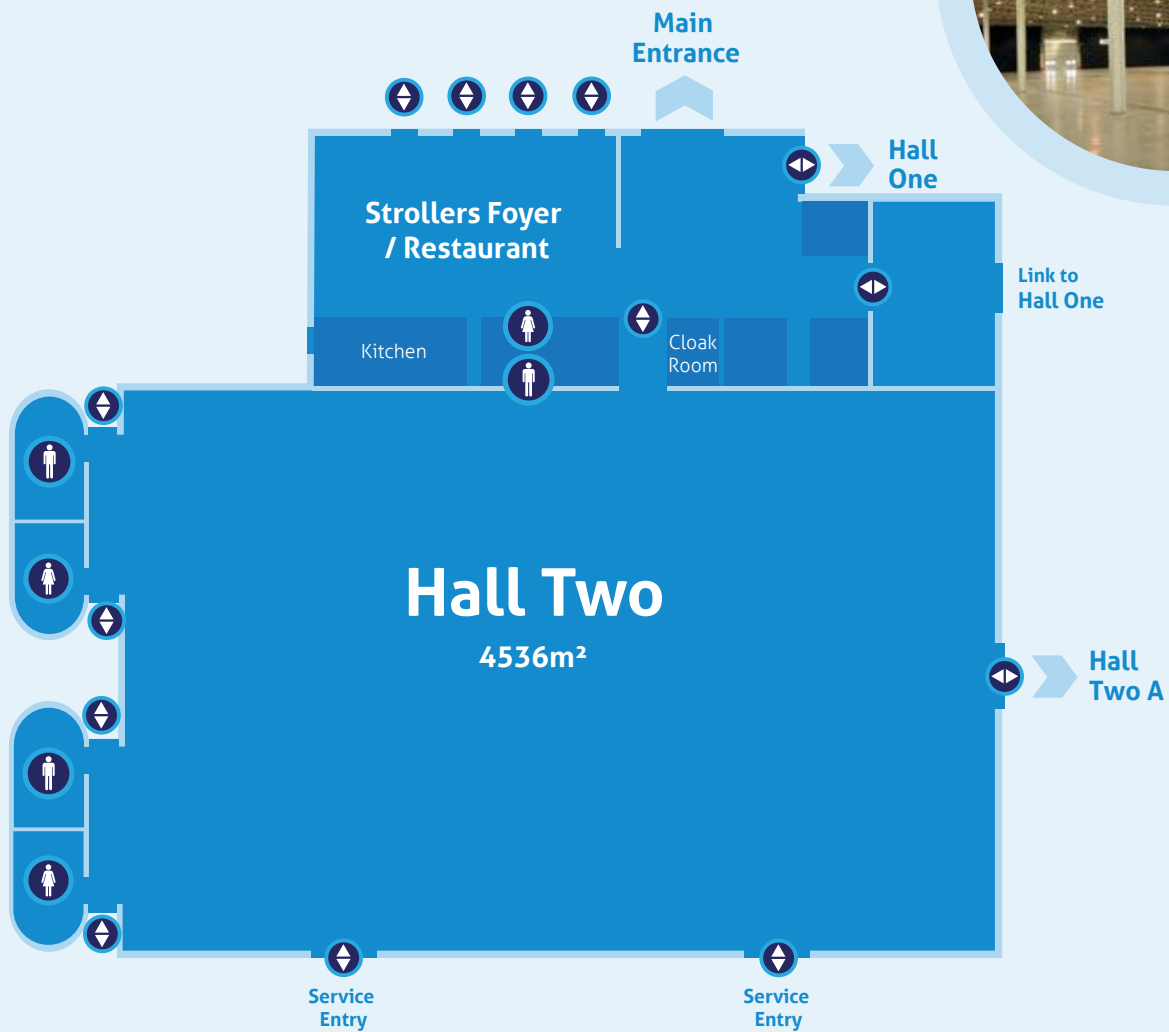 Main
Entrance
Hall
One
Strollers Foyer
/ Restaurant
Link to
Hall One
Kitchen
Cloak
Room
Hall Two
4536m²
Hall
Two A
Service
Entry
Service
Entry